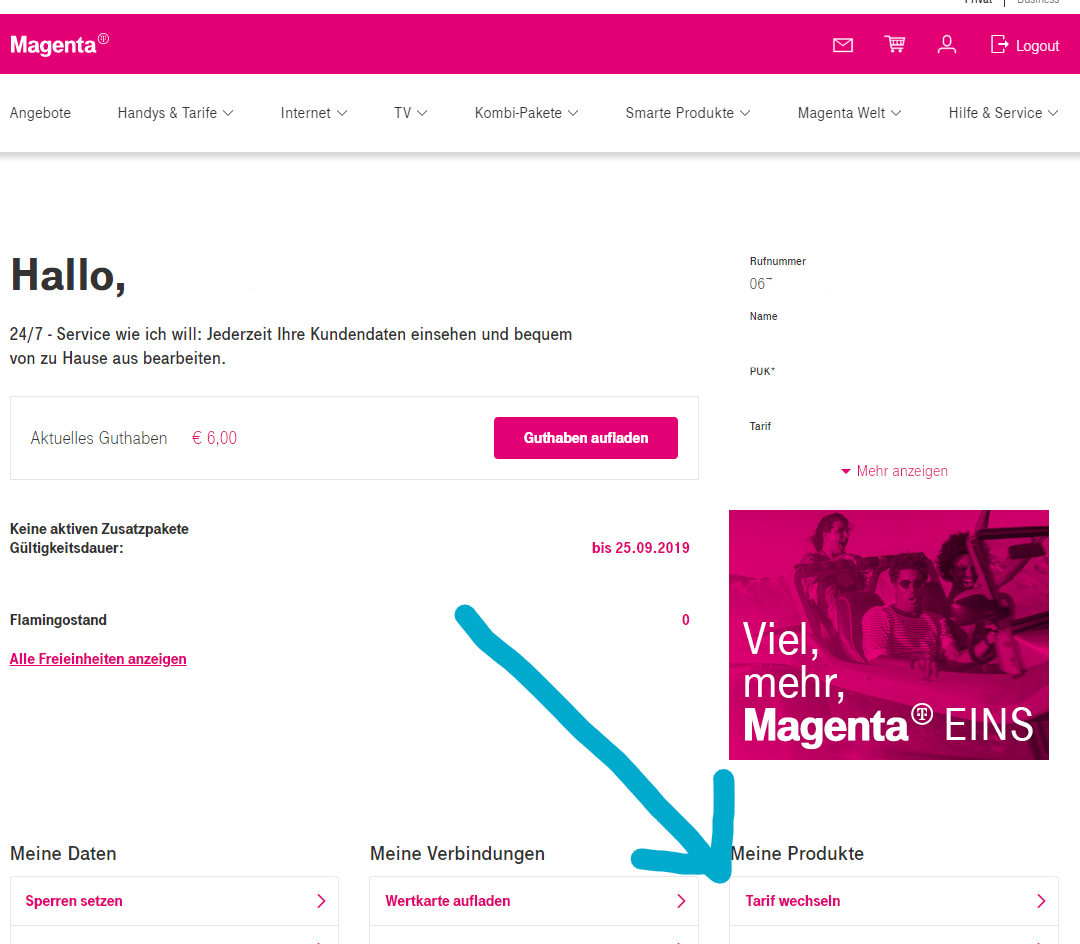 Privat | Business
Magenta Ⓣ
Logout
Angebote
Handys & Tarife
Internet
TV
Kombi-Pakete
Smarte Produkte
Magenta Welt
Hilfe & Service
Hallo,
24/7 - Service wie ich will: Jederzeit Ihre Kundendaten einsehen und bequem
von zu Hause aus bearbeiten.
Aktuelles Guthaben € 6,00
Guthaben aufladen
Keine aktiven Zusatzpakete
Gültigkeitsdauer: bis 25.09.2019
Flamingostand 0
Alle Freieinheiten anzeigen
Rufnummer
Name
PUK*
Tarif
Mehr anzeigen
Viel,
mehr,
Magenta Ⓣ EINS
Meine Daten
Sperren setzen
Meine Verbindungen
Wertkarte aufladen
Meine Produkte
Tarif wechseln